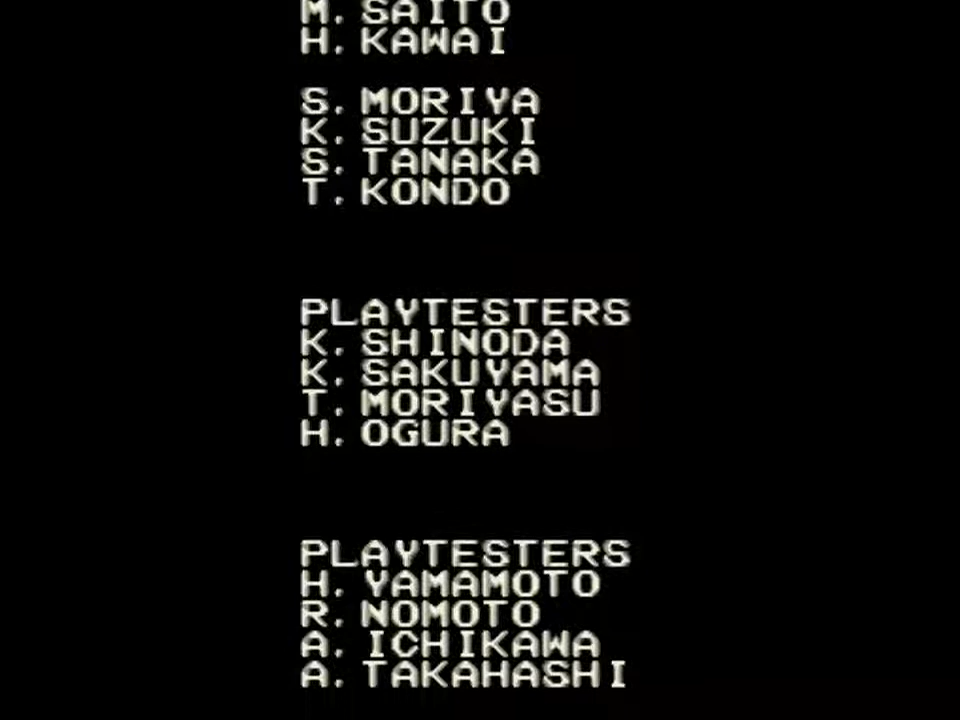 M. SAITO
H. KAWAI
S. MORIYA
K. SUZUKI
S. TANAKA
T. KONDO
PLAYTESTERS
K. SHINODA
K. SAKUYAMA
T. MORIYASU
H. OGURA
PLAYTESTERS
H. YAMAMOTO
R. NOMOTO
A. ICHIKAWA
A. TAKAHASHI